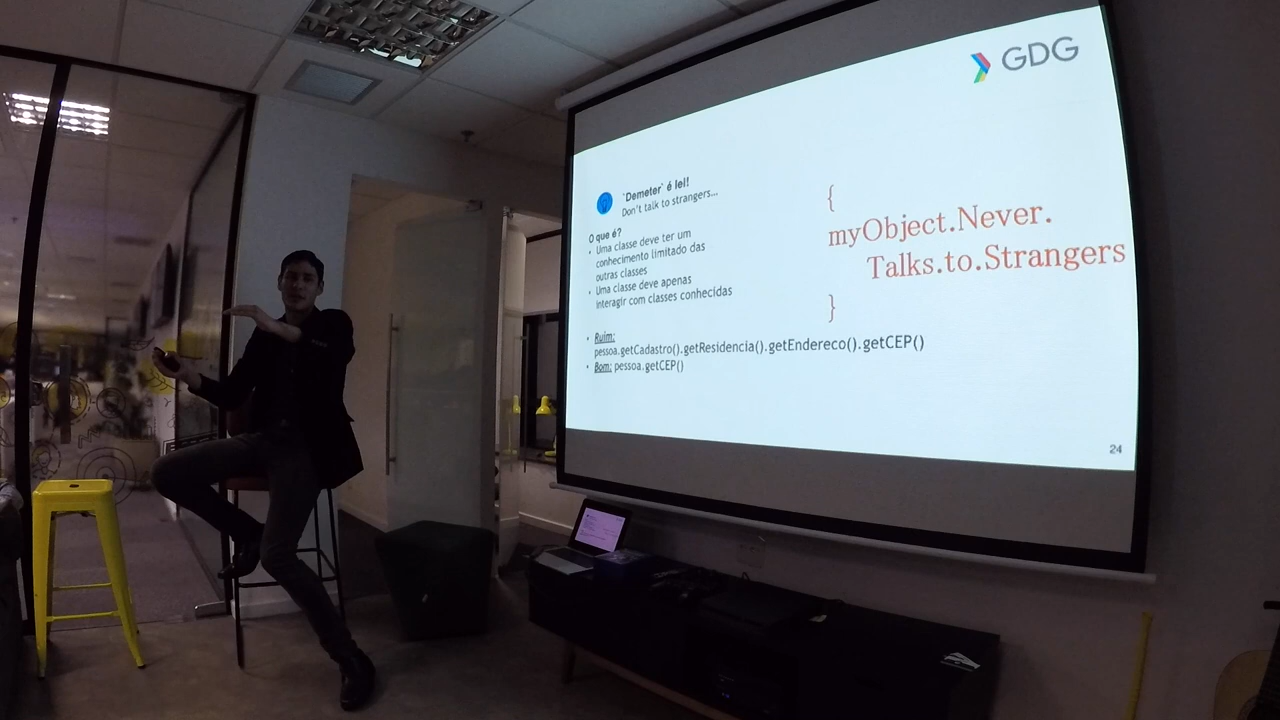 GDG
`Demeter` é lei!
Don't talk to strangers...
O que é?
• Uma classe deve ter um
conhecimento limitado das
outras classes
• Uma classe deve apenas
interagir com classes conhecidas
• Ruim:
pessoa.getCadastro().getResidencia().getEndereco().getCEP()
• Bom: pessoa.getCEP()
{
myObject.Never.
Talks.to.Strangers
}
24